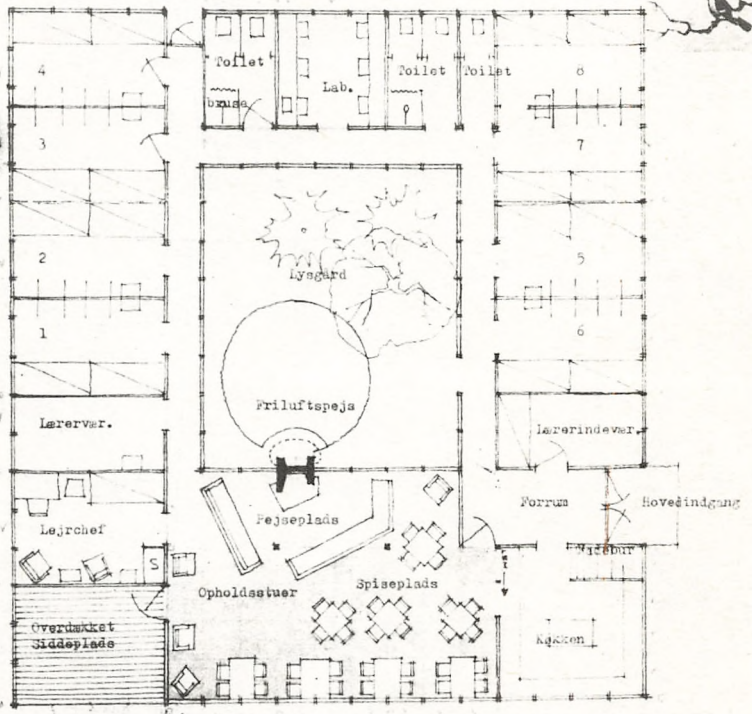 4
Toilet
bruse
Lab.
Toilet
Toilet
8
3
7
2
Lysgård
5
1
6
Friluftspejs
Lærervær.
Lærerindevær.
Lejrchef
Pejseplads
Forrum
Hovedindgang
S
Opholdsstuer
Spiseplads
Overdækket
Siddeplads
Køkken